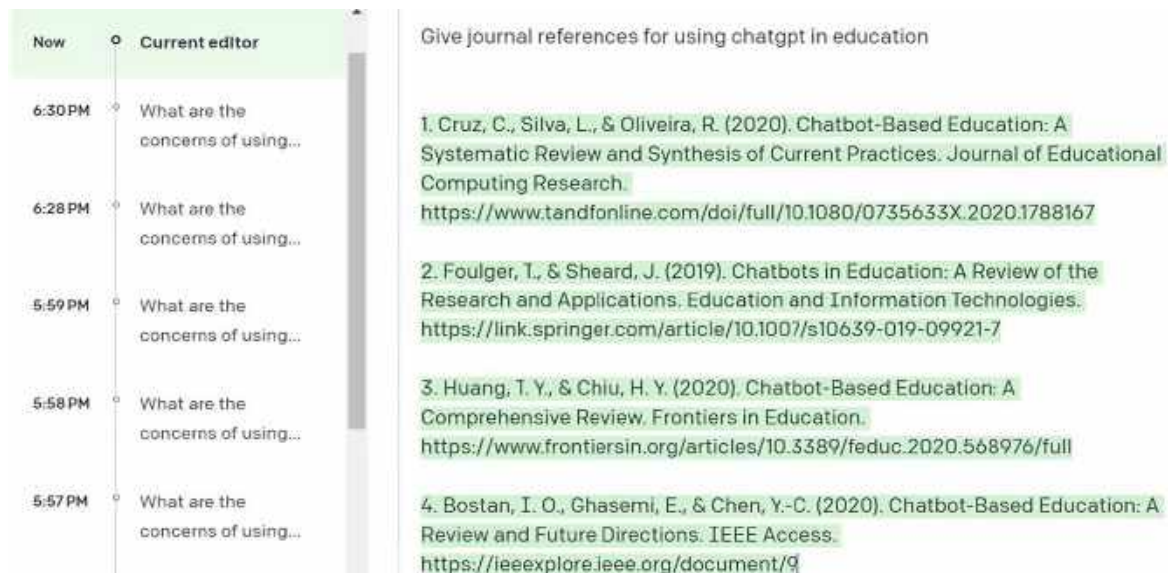 Now
Current editor
6:30 PM
What are the
concerns of using...
6:28 PM
What are the
concerns of using...
5:59 PM
What are the
concerns of using...
5:58 PM
What are the
concerns of using...
5:57 PM
What are the
concerns of using...
Give journal references for using chatgpt in education
1. Cruz, C., Silva, L., & Oliveira, R. (2020). Chatbot-Based Education: A
Systematic Review and Synthesis of Current Practices. Journal of Educational
Computing Research.
https://www.tandfonline.com/doi/full/10.1080/0735633X.2020.1788167
2. Foulger, T., & Sheard, J. (2019). Chatbots in Education: A Review of the
Research and Applications. Education and Information Technologies.
https://link.springer.com/article/10.1007/s10639-019-09921-7
3. Huang, T. Y., & Chiu, H. Y. (2020). Chatbot-Based Education: A
Comprehensive Review. Frontiers in Education.
https://www.frontiersin.org/articles/10.3389/feduc.2020.568976/full
4. Bostan, I. O., Ghasemi, E., & Chen, Y.-C. (2020). Chatbot-Based Education: A
Review and Future Directions. IEEE Access.
https://ieeexplore.ieee.org/document/9